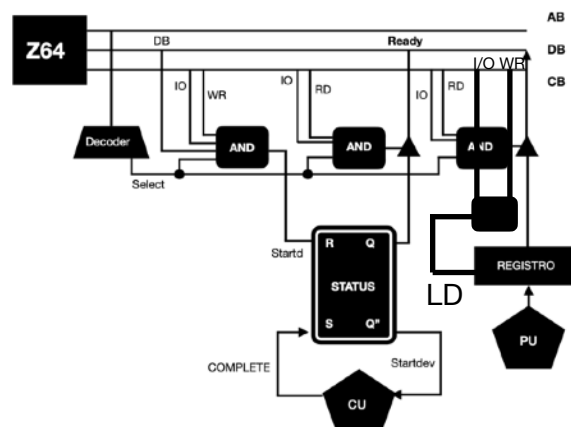 AB
Z64
DB
Ready
DB
I/O WR
CB
IO
WR
IO
RD
IO
RD
Decoder
AND
AND
AND
Select
Startd
R
Q
STATUS
S
Q"
REGISTRO
LD
PU
COMPLETE
Startdev
CU